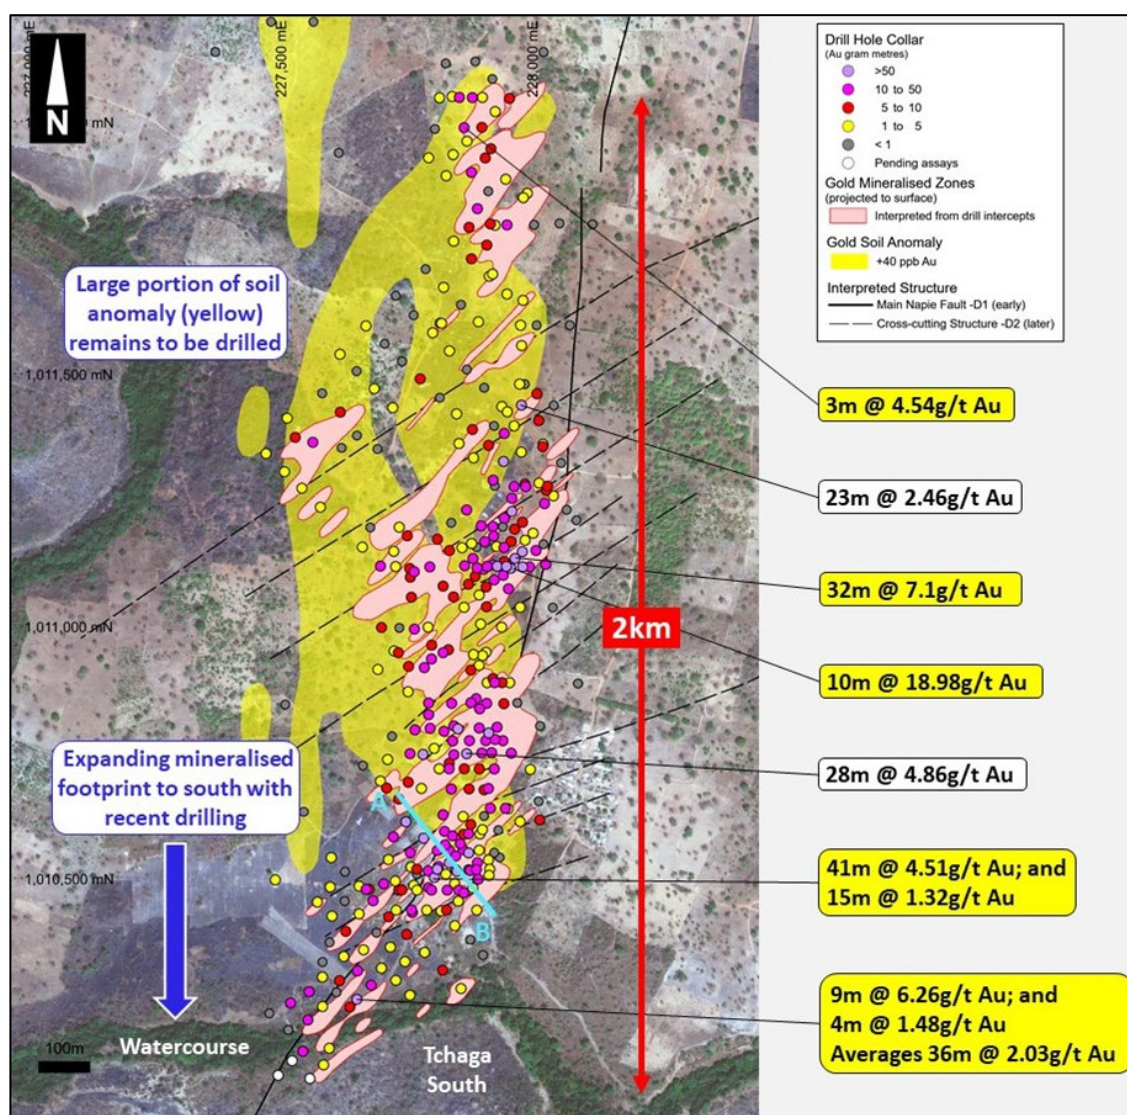 227,000 mE
227,500 mE
228,000 mE
N
1,011,500 mN
1,011,000 mN
1,010,500 mN
Large portion of soil
anomaly (yellow)
remains to be drilled
Expanding mineralised
footprint to south with
recent drilling
A
B
2km
100m
Watercourse
Tchaga
South
Drill Hole Collar
(Au gram metres)
>50
10 to 50
5 to 10
1 to 5
< 1
Pending assays
Gold Mineralised Zones
(projected to surface)
Interpreted from drill intercepts
Gold Soil Anomaly
+40 ppb Au
Interpreted Structure
Main Napie Fault -D1 (early)
Cross-cutting Structure -D2 (later)
3m @ 4.54g/t Au
23m @ 2.46g/t Au
32m @ 7.1g/t Au
10m @ 18.98g/t Au
28m @ 4.86g/t Au
41m @ 4.51g/t Au; and
15m @ 1.32g/t Au
9m @ 6.26g/t Au; and
4m @ 1.48g/t Au
Averages 36m @ 2.03g/t Au